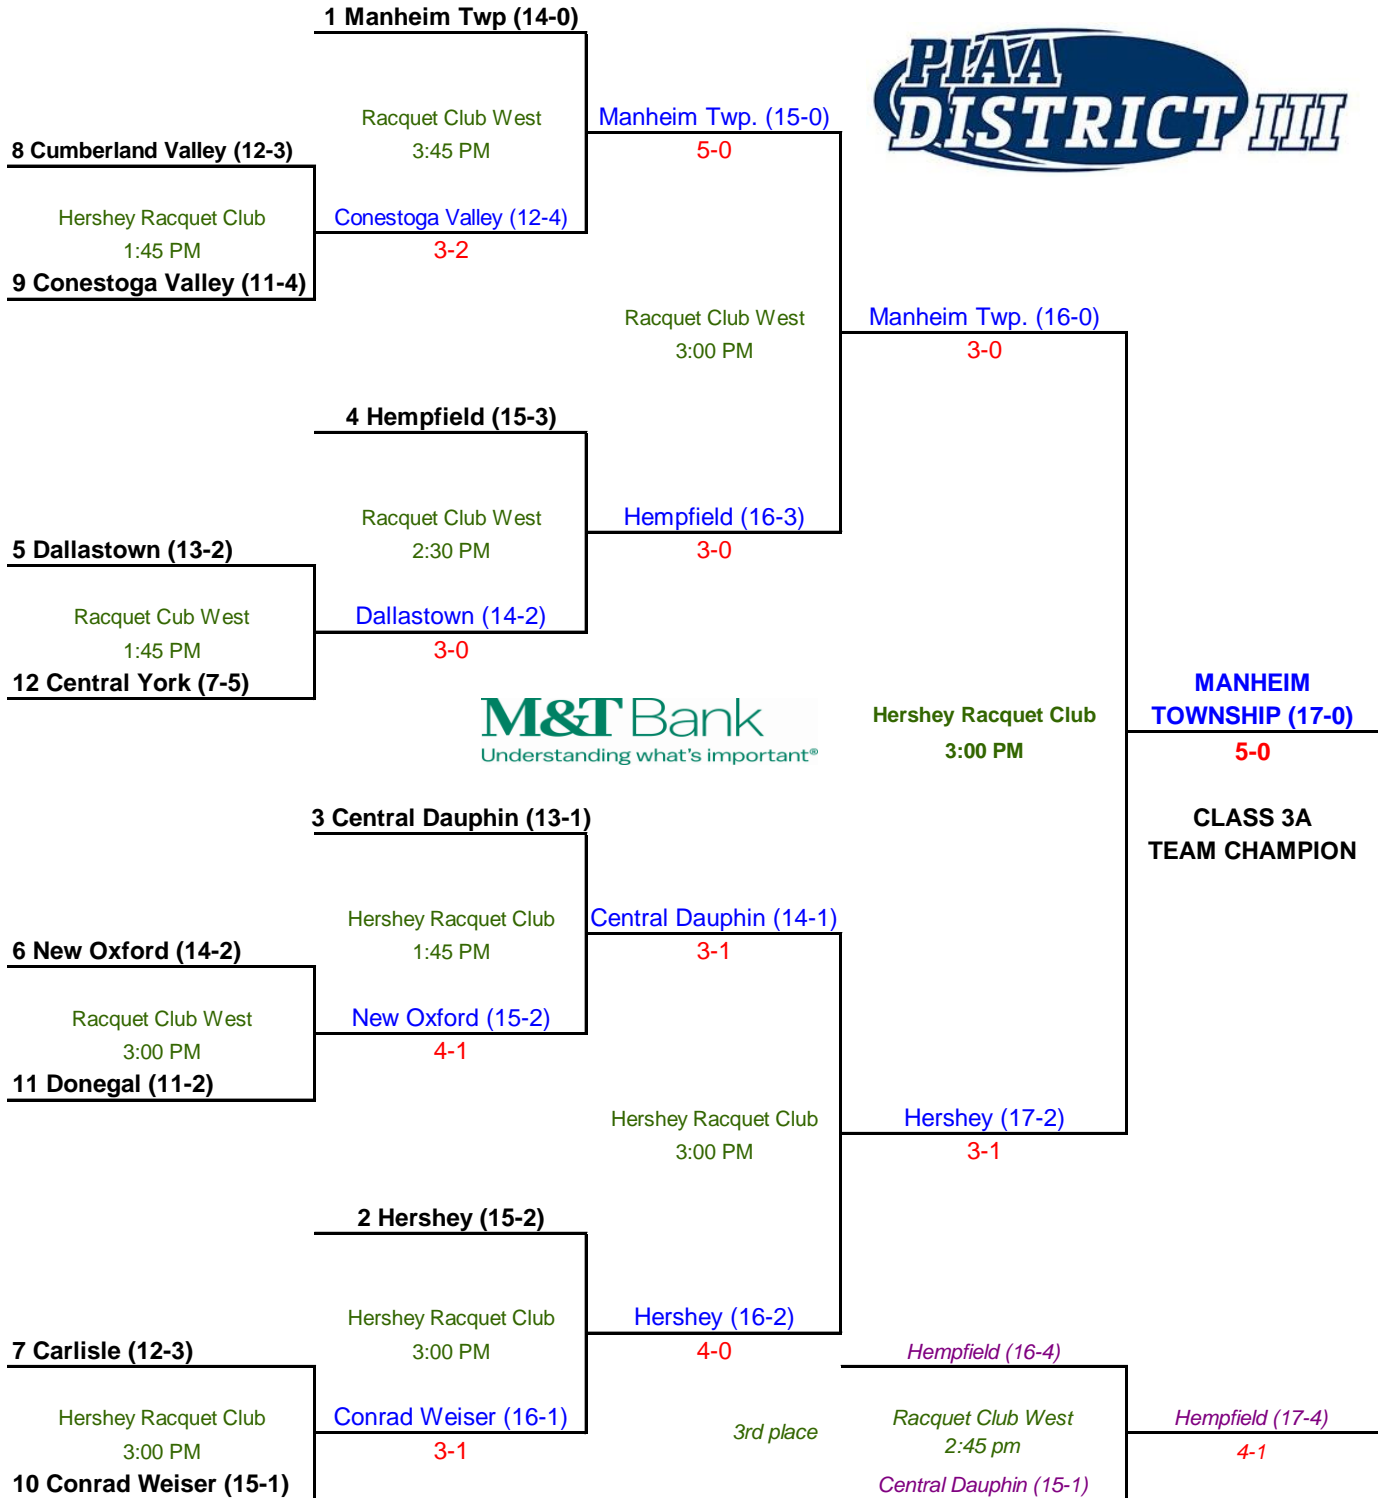 1 Manheim Twp (14-0)
PIAA
DISTRICT III
Racquet Club West
3:45 PM
Manheim Twp. (15-0)
5-0
8 Cumberland Valley (12-3)
Hershey Racquet Club
1:45 PM
Conestoga Valley (12-4)
3-2
9 Conestoga Valley (11-4)
Racquet Club West
3:00 PM
Manheim Twp. (16-0)
3-0
4 Hempfield (15-3)
Racquet Club West
2:30 PM
Hempfield (16-3)
3-0
5 Dallastown (13-2)
Racquet Cub West
1:45 PM
Dallastown (14-2)
3-0
12 Central York (7-5)
M&T Bank
Understanding what's important®
Hershey Racquet Club
3:00 PM
MANHEIM
TOWNSHIP (17-0)
5-0
CLASS 3A
TEAM CHAMPION
3 Central Dauphin (13-1)
Hershey Racquet Club
1:45 PM
Central Dauphin (14-1)
3-1
6 New Oxford (14-2)
Racquet Club West
3:00 PM
New Oxford (15-2)
4-1
11 Donegal (11-2)
Hershey Racquet Club
3:00 PM
Hershey (17-2)
3-1
2 Hershey (15-2)
Hershey Racquet Club
3:00 PM
Hershey (16-2)
4-0
7 Carlisle (12-3)
Hershey Racquet Club
3:00 PM
Conrad Weiser (16-1)
3-1
10 Conrad Weiser (15-1)
3rd place
Hempfield (16-4)
Racquet Club West
2:45 pm
Central Dauphin (15-1)
Hempfield (17-4)
4-1